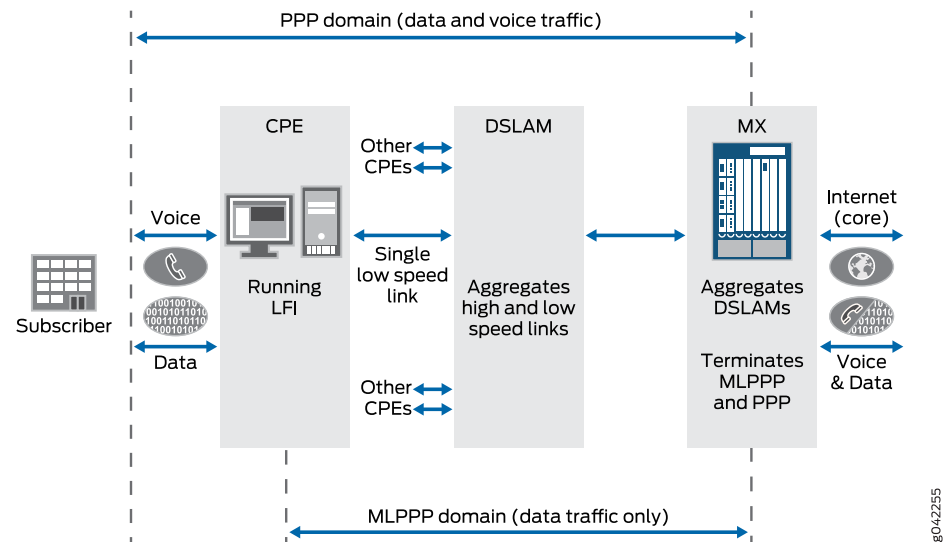 PPP domain (data and voice traffic)
CPE
DSLAM
MX
Other
CPEs
Voice
Internet
(core)
Single
low speed
link
Running
LFI
Aggregates
high and low
speed links
Aggregates
DSLAMs
Subscriber
Data
Terminates
MLPPP
and PPP
Voice
& Data
Other
CPEs
MLPPP domain (data traffic only)
g042255